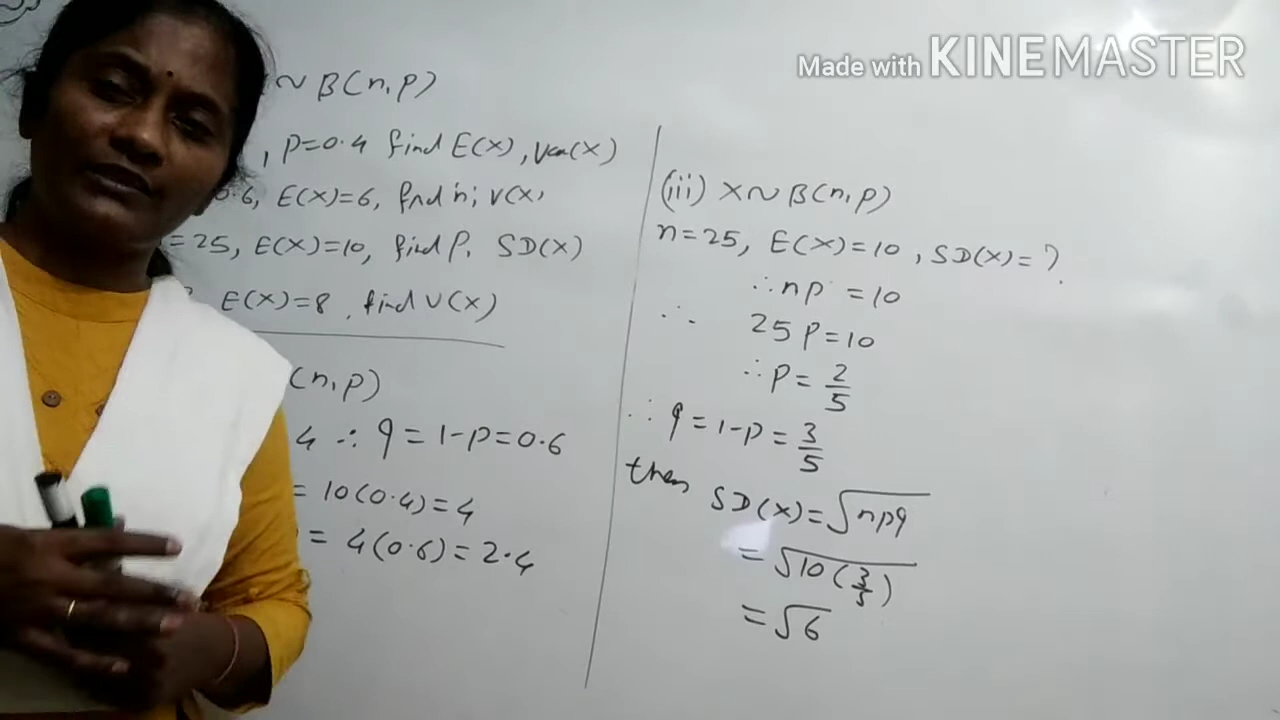 Made with KINEMASTER
~ B(n,p)
, p=0.4 find E(X), Var(X)
0.6, E(X)=6, find n; V(X)
= 25, E(X)=10, find P, SD(X)
E(X)=8, find V(X)
(n,p)
4 ∴ q = 1-p = 0.6
= 10(0.4) = 4
= 4(0.6) = 2.4
(iii) X~B(n,p)
n=25, E(X)=10, SD(X)=?
∴ np = 10
∴ 25 p = 10
∴ p = 2/5
∴ q = 1-p = 3/5
then SD(X) = √npq
= √10(3/5)
= √6